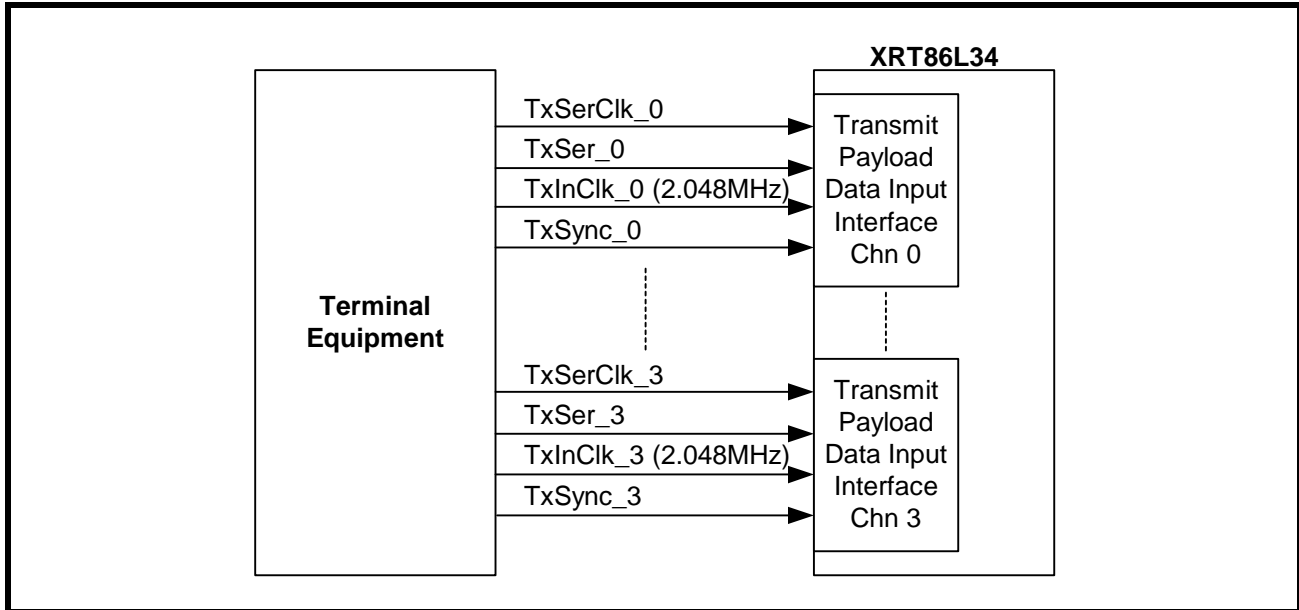 XRT86L34
TxSerClk_0
TxSer_0
TxInClk_0 (2.048MHz)
TxSync_0
Transmit
Payload
Data Input
Interface
Chn 0
Terminal
Equipment
TxSerClk_3
TxSer_3
TxInClk_3 (2.048MHz)
TxSync_3
Transmit
Payload
Data Input
Interface
Chn 3